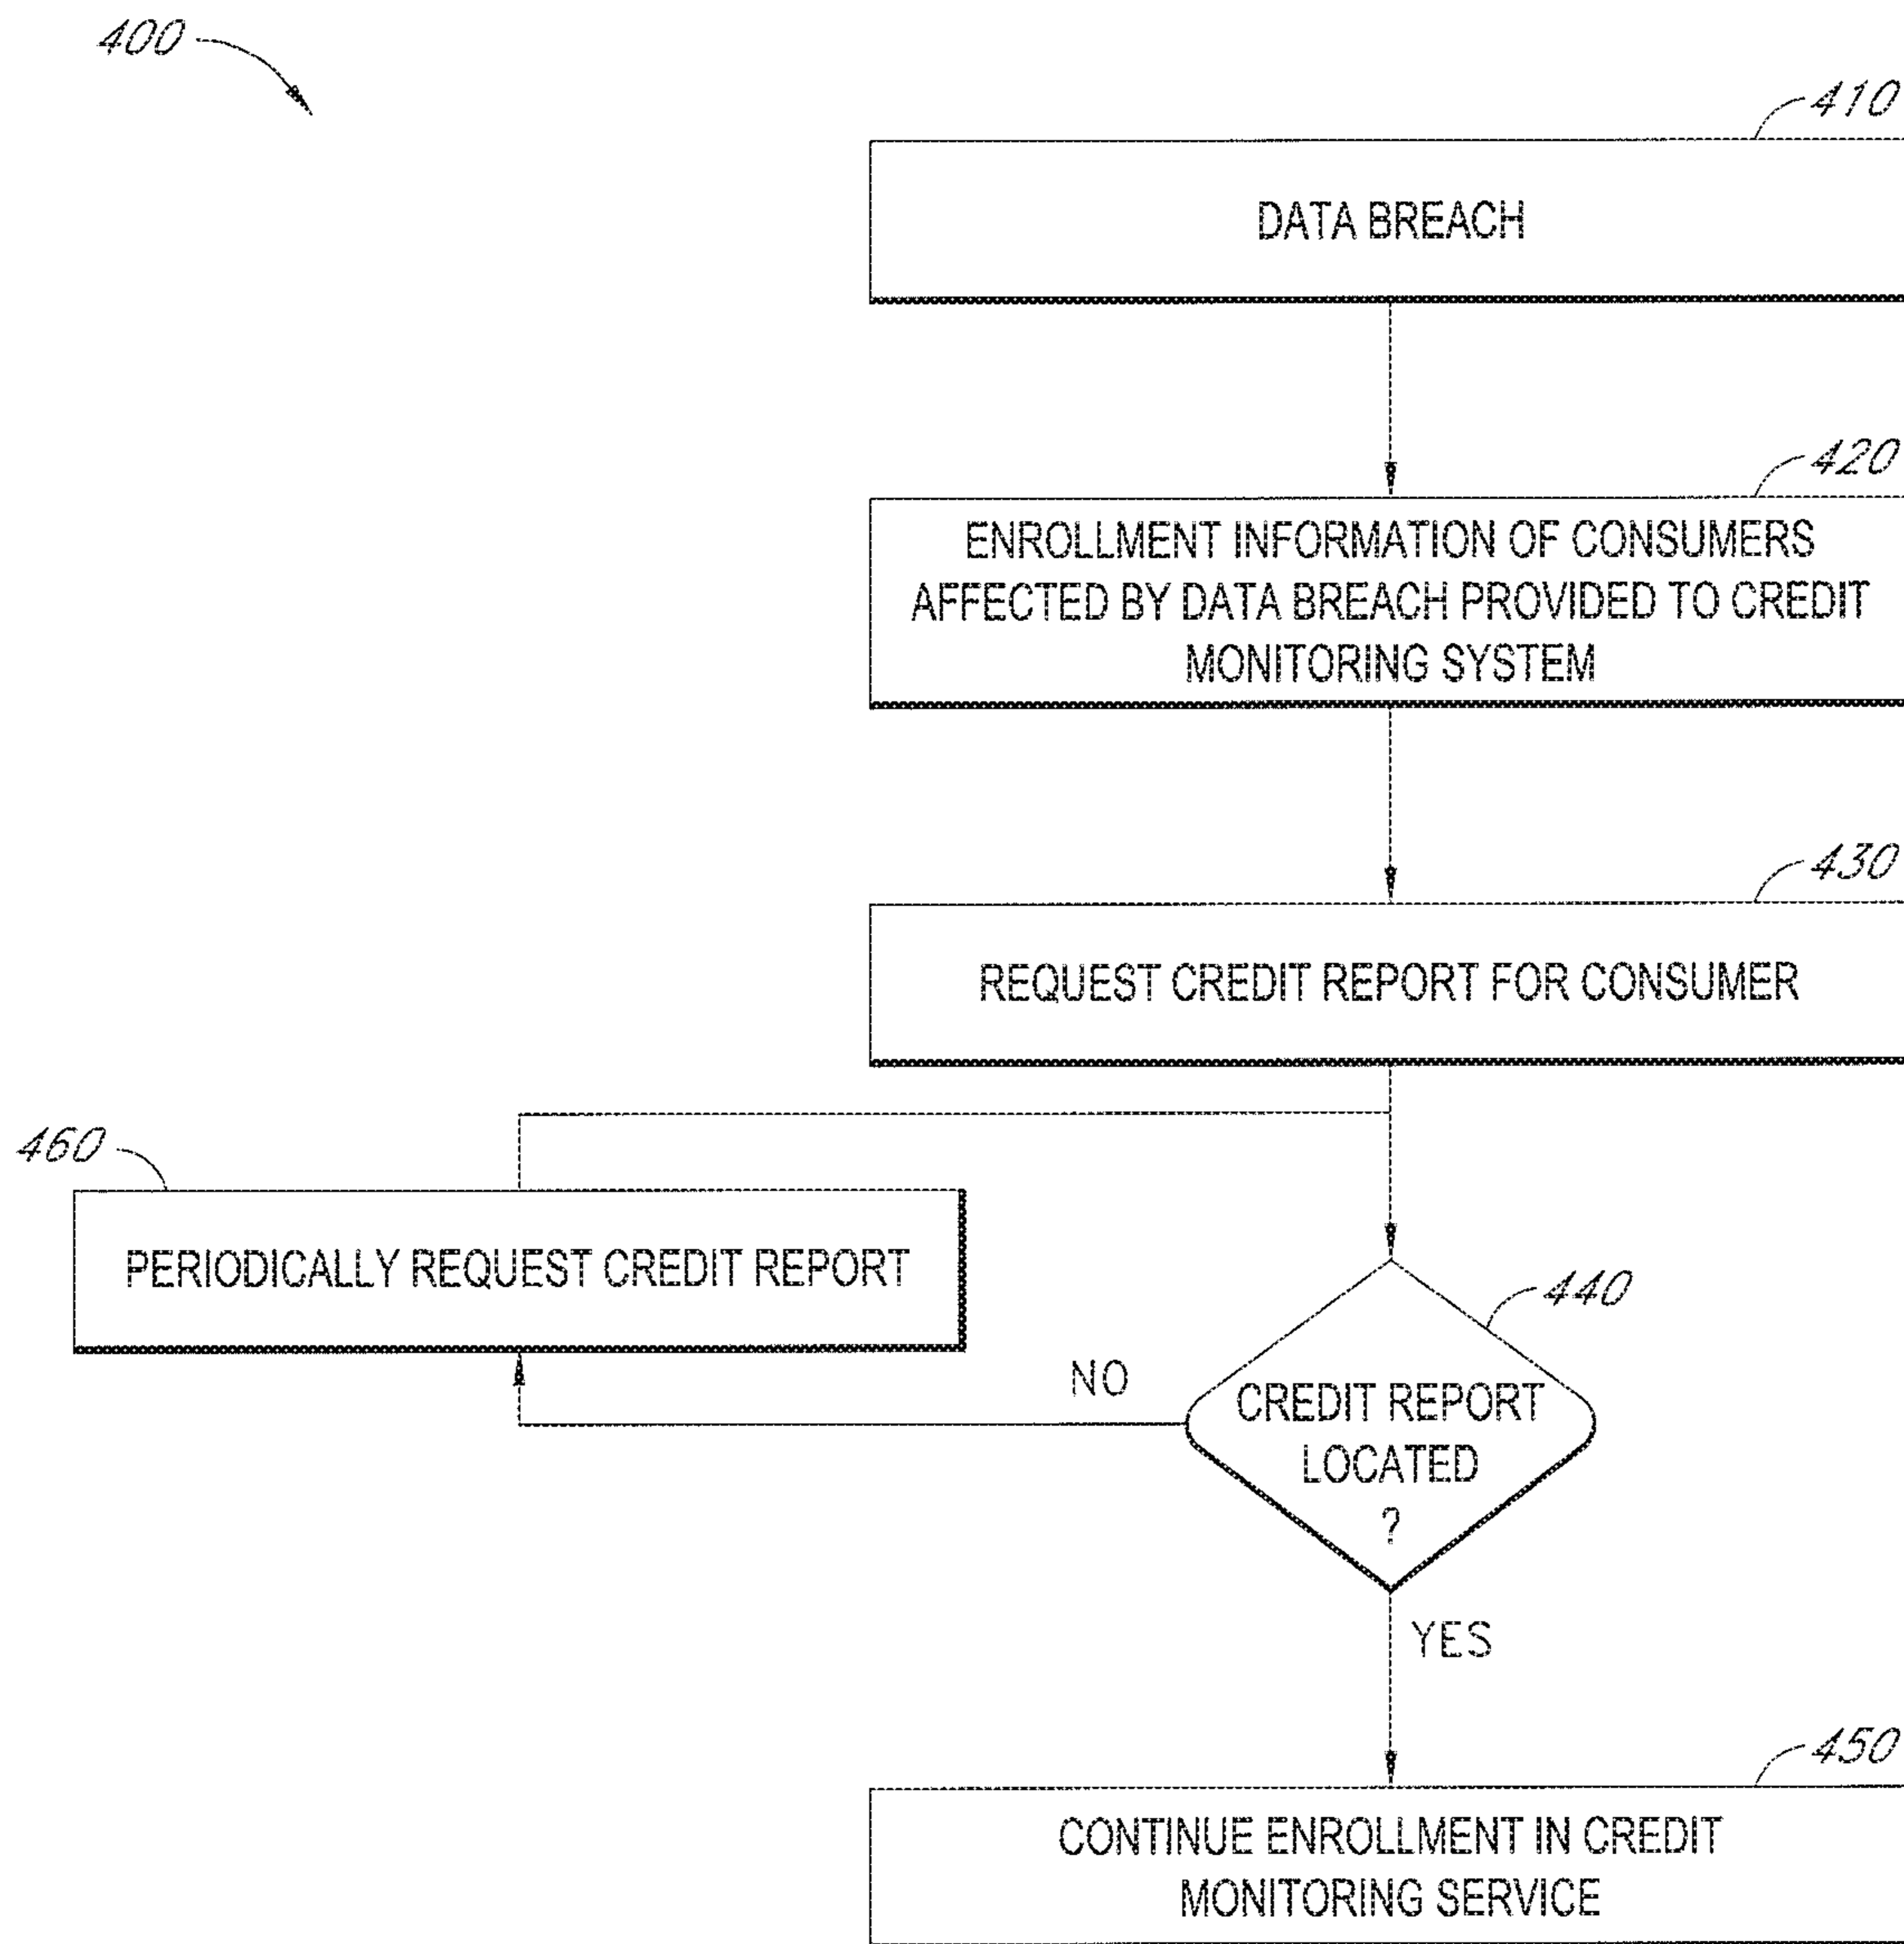 400
410
DATA BREACH
420
ENROLLMENT INFORMATION OF CONSUMERS
AFFECTED BY DATA BREACH PROVIDED TO CREDIT
MONITORING SYSTEM
430
REQUEST CREDIT REPORT FOR CONSUMER
460
PERIODICALLY REQUEST CREDIT REPORT
440
NO
CREDIT REPORT
LOCATED
?
YES
450
CONTINUE ENROLLMENT IN CREDIT
MONITORING SERVICE